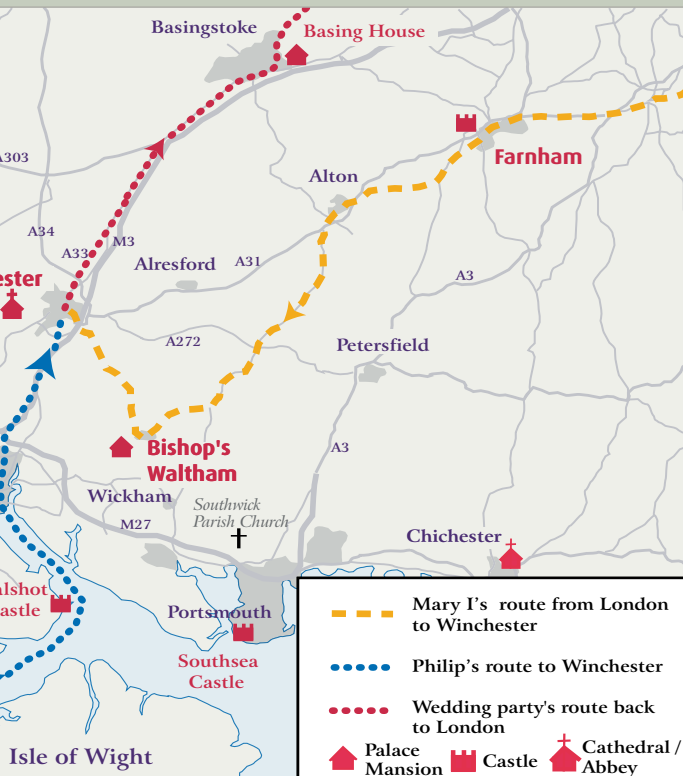 Basingstoke
Basing House
Farnham
A303
Alton
A34
A33
M3
Alresford
A31
A3
ester
A272
Petersfield
A3
Bishop's
Waltham
Wickham
Southwick
Parish Church
M27
Chichester
alshot
astle
Portsmouth
Southsea
Castle
Isle of Wight
Mary I's route from London
to Winchester
Philip's route to Winchester
Wedding party's route back
to London
Palace
Mansion
Castle
Cathedral /
Abbey